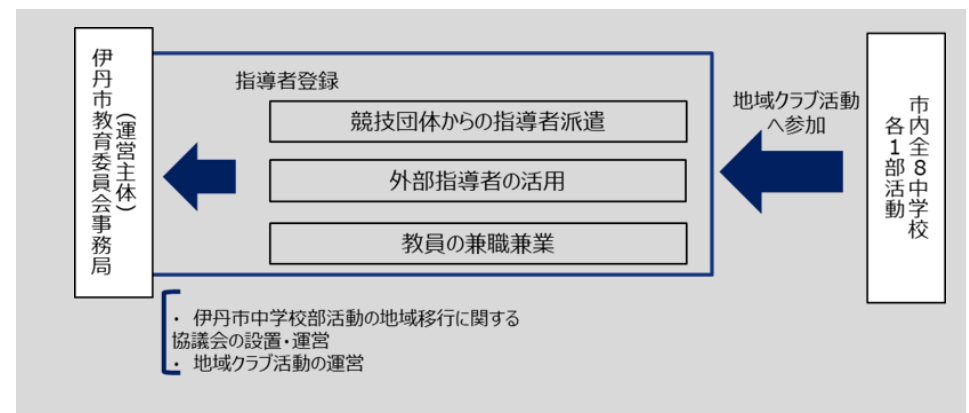 伊丹市教育委員会事務局
(運営主体)
指導者登録
競技団体からの指導者派遣
外部指導者の活用
教員の兼職兼業
地域クラブ活動
へ参加
市内全8中学校
各1部活動
・ 伊丹市中学校部活動の地域移行に関する
協議会の設置・運営
・ 地域クラブ活動の運営